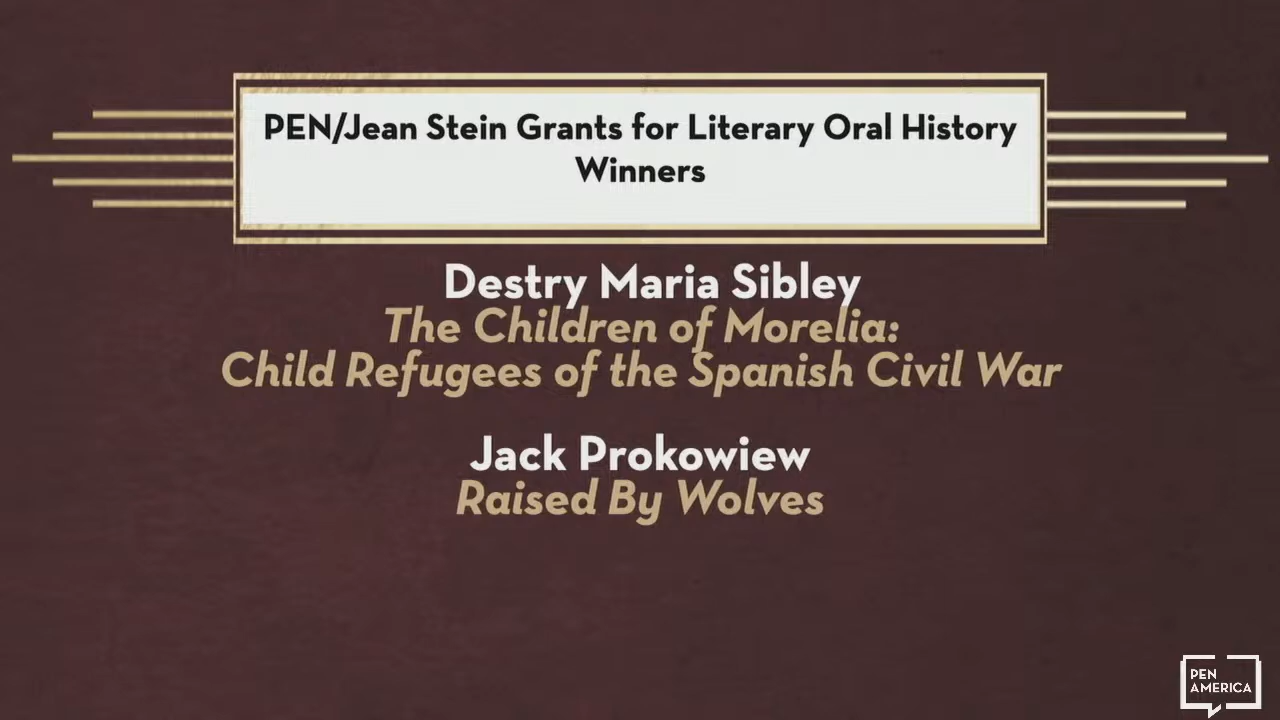 PEN/Jean Stein Grants for Literary Oral History
Winners
Destry Maria Sibley
The Children of Morelia:
Child Refugees of the Spanish Civil War
Jack Prokowiew
Raised By Wolves
PEN
AMERICA